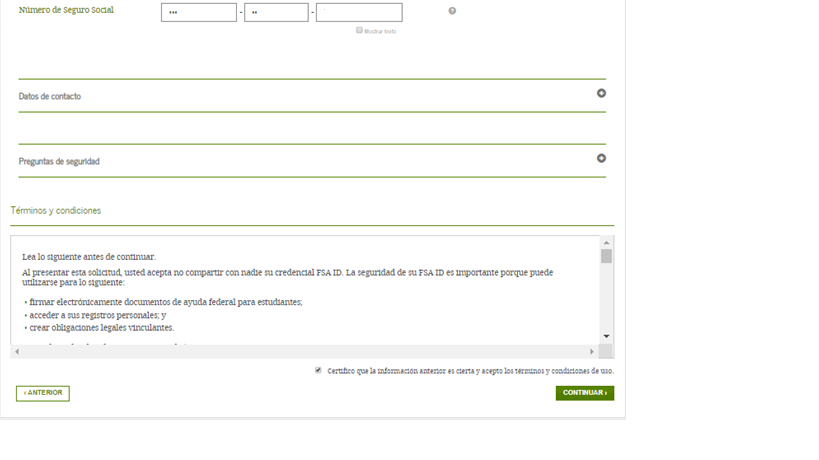 Número de Seguro Social
••• - •• -
Mostrar texto
Datos de contacto
Preguntas de seguridad
Términos y condiciones
Lea lo siguiente antes de continuar.
Al presentar esta solicitud, usted acepta no compartir con nadie su credencial FSA ID. La seguridad de su FSA ID es importante porque puede
utilizarse para lo siguiente:
• firmar electrónicamente documentos de ayuda federal para estudiantes;
• acceder a sus registros personales; y
• crear obligaciones legales vinculantes.
Certifico que la información anterior es cierta y acepto los términos y condiciones de uso.
‹ ANTERIOR
CONTINUAR ›